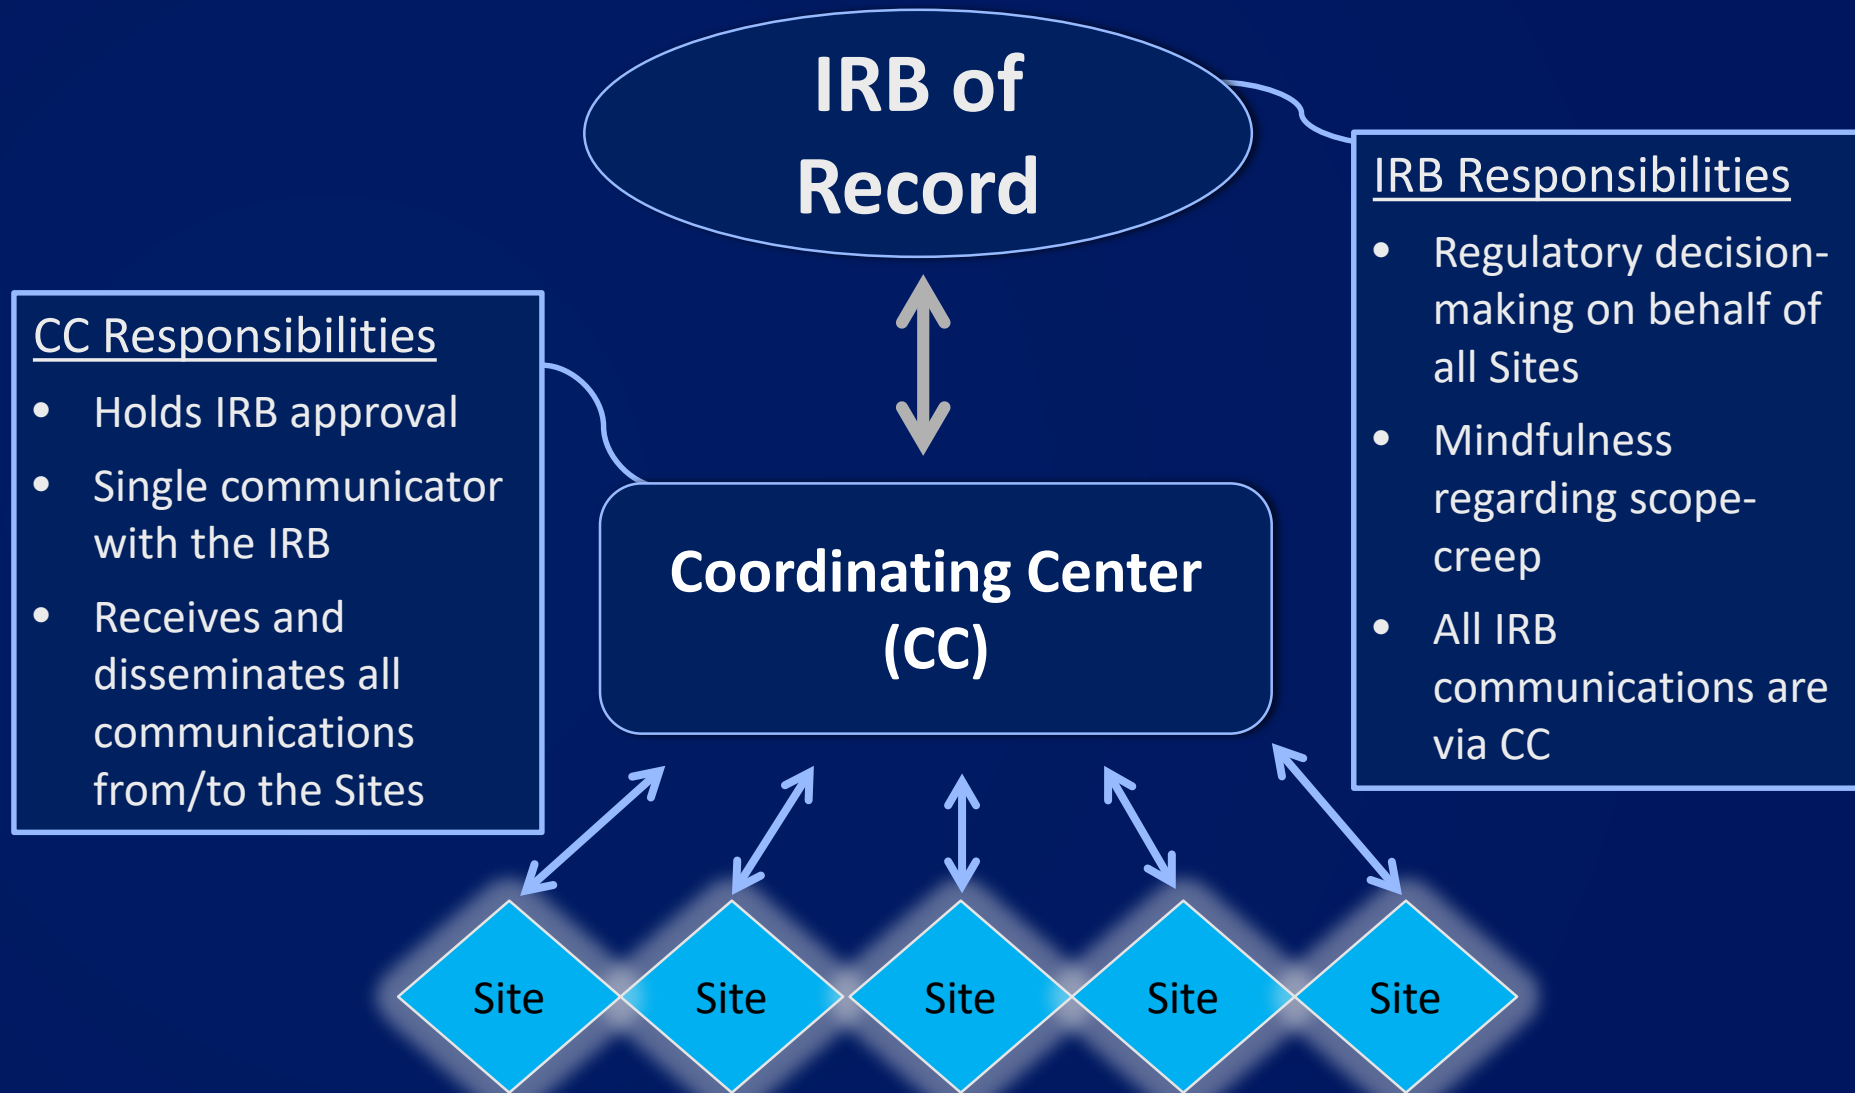 IRB of
Record
CC Responsibilities
• Holds IRB approval
• Single communicator
with the IRB
• Receives and
disseminates all
communications
from/to the Sites
Coordinating Center
(CC)
IRB Responsibilities
• Regulatory decision-
making on behalf of
all Sites
• Mindfulness
regarding scope-
creep
• All IRB
communications are
via CC
Site
Site
Site
Site
Site